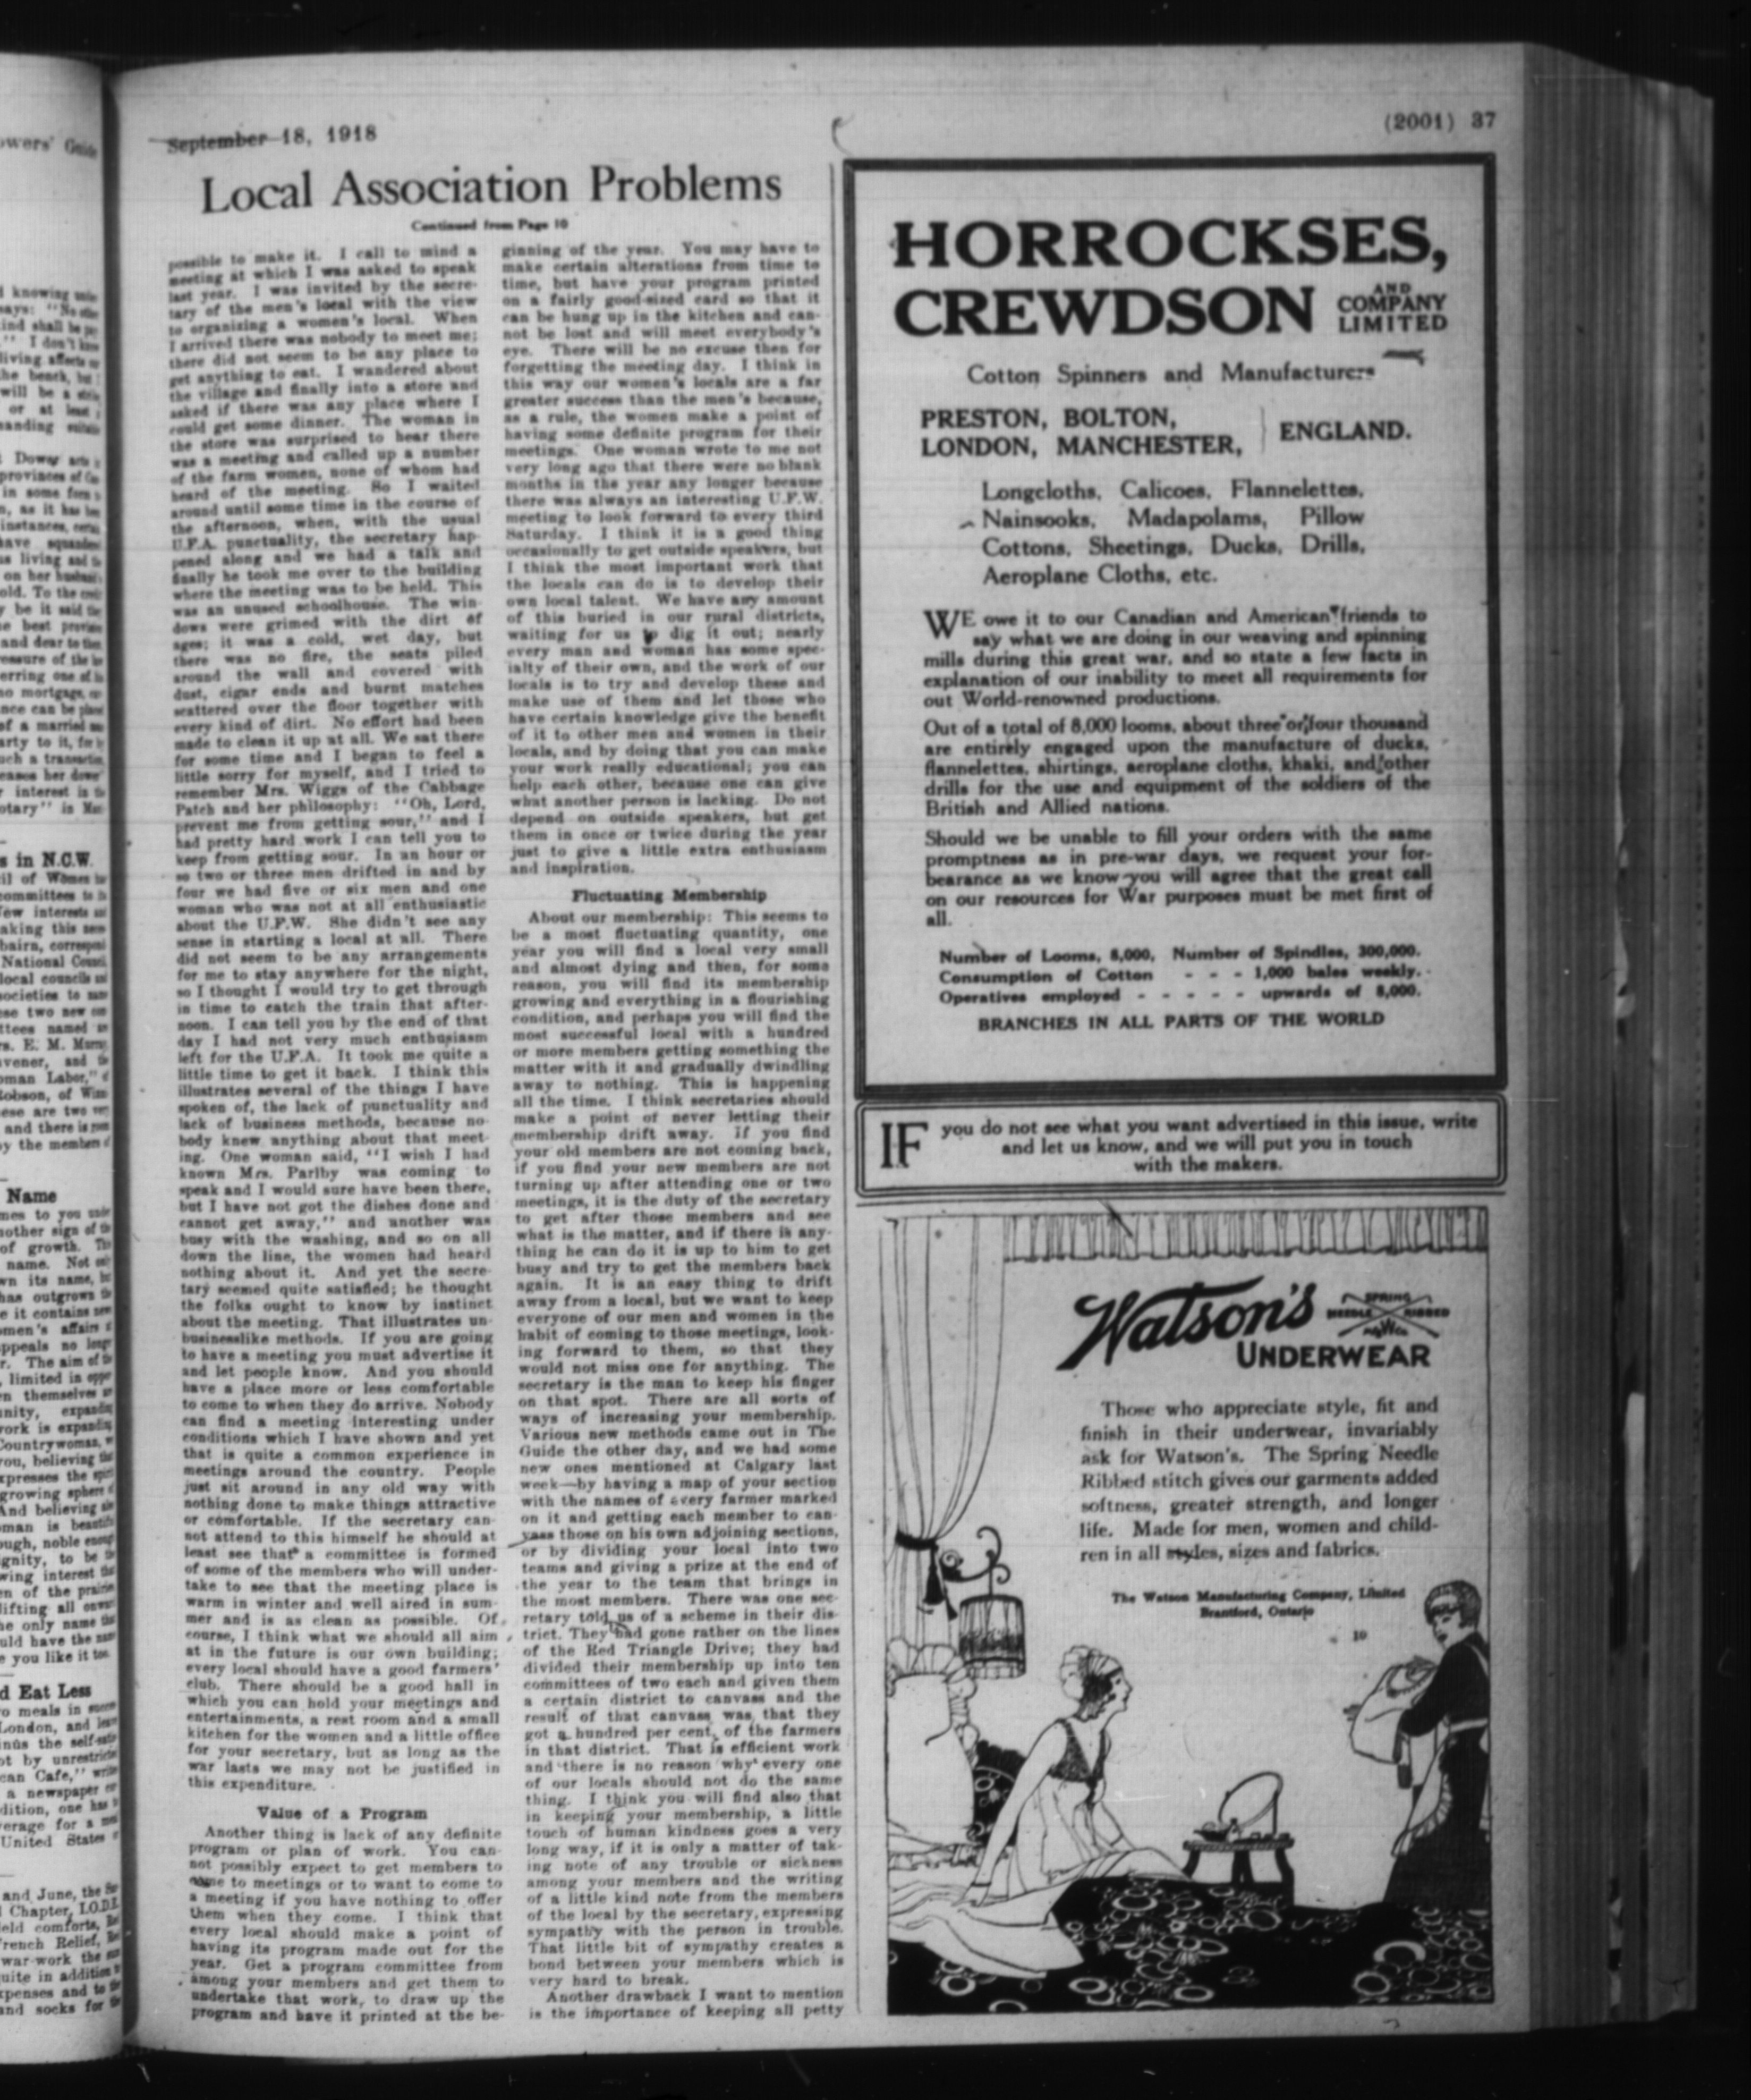 September 18, 1918
(2001) 37
Local Association Problems
Continued from Page 10
possible to make it. I call to mind a
meeting at which I was asked to speak
last year. I was invited by the secre-
tary of the men's local with the view
to organizing a women's local. When
I arrived there was nobody to meet me;
there did not seem to be any place to
get anything to eat. I wandered about
the village and finally into a store and
asked if there was any place where I
could get some dinner. The woman in
the store was surprised to hear there
was a meeting and called up a number
of the farm women, none of whom had
heard of the meeting. So I waited
around until some time in the course of
the afternoon, when, with the usual
U.F.A. punctuality, the secretary hap-
pened along and we had a talk and
finally he took me over to the building
where the meeting was to be held. This
was an unused schoolhouse. The win-
dows were grimed with the dirt of
ages; it was a cold, wet day, but
there was no fire, the seats piled
around the wall and covered with
dust, cigar ends and burnt matches
scattered over the floor together with
every kind of dirt. No effort had been
made to clean it up at all. We sat there
for some time and I began to feel a
little sorry for myself, and I tried to
remember Mrs. Wiggs of the Cabbage
Patch and her philosophy: "Oh, Lord,
prevent me from getting sour," and I
had pretty hard work I can tell you to
keep from getting sour. In an hour or
so two or three men drifted in and by
four we had five or six men and one
woman who was not at all enthusiastic
about the U.F.W. She didn't see any
sense in starting a local at all. There
did not seem to be any arrangements
for me to stay anywhere for the night,
so I thought I would try to get through
in time to catch the train that after-
noon. I can tell you by the end of that
day I had not very much enthusiasm
left for the U.F.A. It took me quite a
little time to get it back. I think this
illustrates several of the things I have
spoken of, the lack of punctuality and
lack of business methods, because no-
body knew anything about that meet-
ing. One woman said, "I wish I had
known Mrs. Parlby was coming to
speak and I would sure have been there,
but I have not got the dishes done and
cannot get away," and another was
busy with the washing, and so on all
down the line, the women had heard
nothing about it. And yet the secre-
tary seemed quite satisfied; he thought
the folks ought to know by instinct
about the meeting. That illustrates un-
businesslike methods. If you are going
to have a meeting you must advertise it
and let people know. And you should
have a place more or less comfortable
to come to when they do arrive. Nobody
can find a meeting interesting under
conditions which I have shown and yet
that is quite a common experience in
meetings around the country. People
just sit around in any old way with
nothing done to make things attractive
or comfortable. If the secretary can-
not attend to this himself he should at
least see that a committee is formed
of some of the members who will under-
take to see that the meeting place is
warm in winter and well aired in sum-
mer and is as clean as possible. Of
course, I think what we should all aim
at in the future is our own building;
every local should have a good farmers'
club. There should be a good hall in
which you can hold your meetings and
entertainments, a rest room and a small
kitchen for the women and a little office
for your secretary, but as long as the
war lasts we may not be justified in
this expenditure.
Value of a Program
Another thing is lack of any definite
program or plan of work. You can-
not possibly expect to get members to
come to meetings or to want to come to
a meeting if you have nothing to offer
them when they come. I think that
every local should make a point of
having its program made out for the
year. Get a program committee from
among your members and get them to
undertake that work, to draw up the
program and have it printed at the be-
ginning of the year. You may have to
make certain alterations from time to
time, but have your program printed
on a fairly good-sized card so that it
can be hung up in the kitchen and can-
not be lost and will meet everybody's
eye. There will be no excuse then for
forgetting the meeting day. I think in
this way our women's locals are a far
greater success than the men's because,
as a rule, the women make a point of
having some definite program for their
meetings. One woman wrote to me not
very long ago that there were no blank
months in the year any longer because
there was always an interesting U.F.W.
meeting to look forward to every third
Saturday. I think it is a good thing
occasionally to get outside speakers, but
I think the most important work that
the locals can do is to develop their
own local talent. We have any amount
of this buried in our rural districts,
waiting for us to dig it out; nearly
every man and woman has some spec-
ialty of their own, and the work of our
locals is to try and develop these and
make use of them and let those who
have certain knowledge give the benefit
of it to other men and women in their
locals, and by doing that you can make
your work really educational; you can
help each other, because one can give
what another person is lacking. Do not
depend on outside speakers, but get
them in once or twice during the year
just to give a little extra enthusiasm
and inspiration.
Fluctuating Membership
About our membership: This seems to
be a most fluctuating quantity, one
year you will find a local very small
and almost dying and then, for some
reason, you will find its membership
growing and everything in a flourishing
condition, and perhaps you will find the
most successful local with a hundred
or more members getting something the
matter with it and gradually dwindling
away to nothing. This is happening
all the time. I think secretaries should
make a point of never letting their
membership drift away. If you find
your old members are not coming back,
if you find your new members are not
turning up after attending one or two
meetings, it is the duty of the secretary
to get after those members and see
what is the matter, and if there is any-
thing he can do it is up to him to get
busy and try to get the members back
again. It is an easy thing to drift
away from a local, but we want to keep
everyone of our men and women in the
habit of coming to those meetings, look-
ing forward to them, so that they
would not miss one for anything. The
secretary is the man to keep his finger
on that spot. There are all sorts of
ways of increasing your membership.
Various new methods came out in The
Guide the other day, and we had some
new ones mentioned at Calgary last
week—by having a map of your section
with the names of every farmer marked
on it and getting each member to can-
vass those on his own adjoining sections,
or by dividing your local into two
teams and giving a prize at the end of
the year to the team that brings in
the most members. There was one sec-
retary told us of a scheme in their dis-
trict. They had gone rather on the lines
of the Red Triangle Drive; they had
divided their membership up into ten
committees of two each and given them
a certain district to canvass and the
result of that canvass was that they
got a hundred per cent. of the farmers
in that district. That is efficient work
and there is no reason why every one
of our locals should not do the same
thing. I think you will find also that
in keeping your membership, a little
touch of human kindness goes a very
long way, if it is only a matter of tak-
ing note of any trouble or sickness
among your members and the writing
of a little kind note from the members
of the local by the secretary, expressing
sympathy with the person in trouble.
That little bit of sympathy creates a
bond between your members which is
very hard to break.
Another drawback I want to mention
is the importance of keeping all petty
HORROCKSES,
CREWDSON AND COMPANY LIMITED
Cotton Spinners and Manufacturers
PRESTON, BOLTON,
LONDON, MANCHESTER, ENGLAND.
Longcloths, Calicoes, Flannelettes,
Nainsooks, Madapolams, Pillow
Cottons, Sheetings, Ducks, Drills,
Aeroplane Cloths, etc.
WE owe it to our Canadian and American friends to
say what we are doing in our weaving and spinning
mills during this great war, and so state a few facts in
explanation of our inability to meet all requirements for
out World-renowned productions.
Out of a total of 8,000 looms, about three or four thousand
are entirely engaged upon the manufacture of ducks,
flannelettes, shirtings, aeroplane cloths, khaki, and other
drills for the use and equipment of the soldiers of the
British and Allied nations.
Should we be unable to fill your orders with the same
promptness as in pre-war days, we request your for-
bearance as we know you will agree that the great call
on our resources for War purposes must be met first of
all.
Number of Looms, 8,000, Number of Spindles, 300,000.
Consumption of Cotton - - - 1,000 bales weekly.
Operatives employed - - - - - upwards of 8,000.
BRANCHES IN ALL PARTS OF THE WORLD
IF you do not see what you want advertised in this issue, write
and let us know, and we will put you in touch
with the makers.
Watson's
SPRING
NEEDLE RIBBED
UNDERWEAR
Those who appreciate style, fit and
finish in their underwear, invariably
ask for Watson's. The Spring Needle
Ribbed stitch gives our garments added
softness, greater strength, and longer
life. Made for men, women and child-
ren in all styles, sizes and fabrics.
The Watson Manufacturing Company, Limited
Brantford, Ontario
10